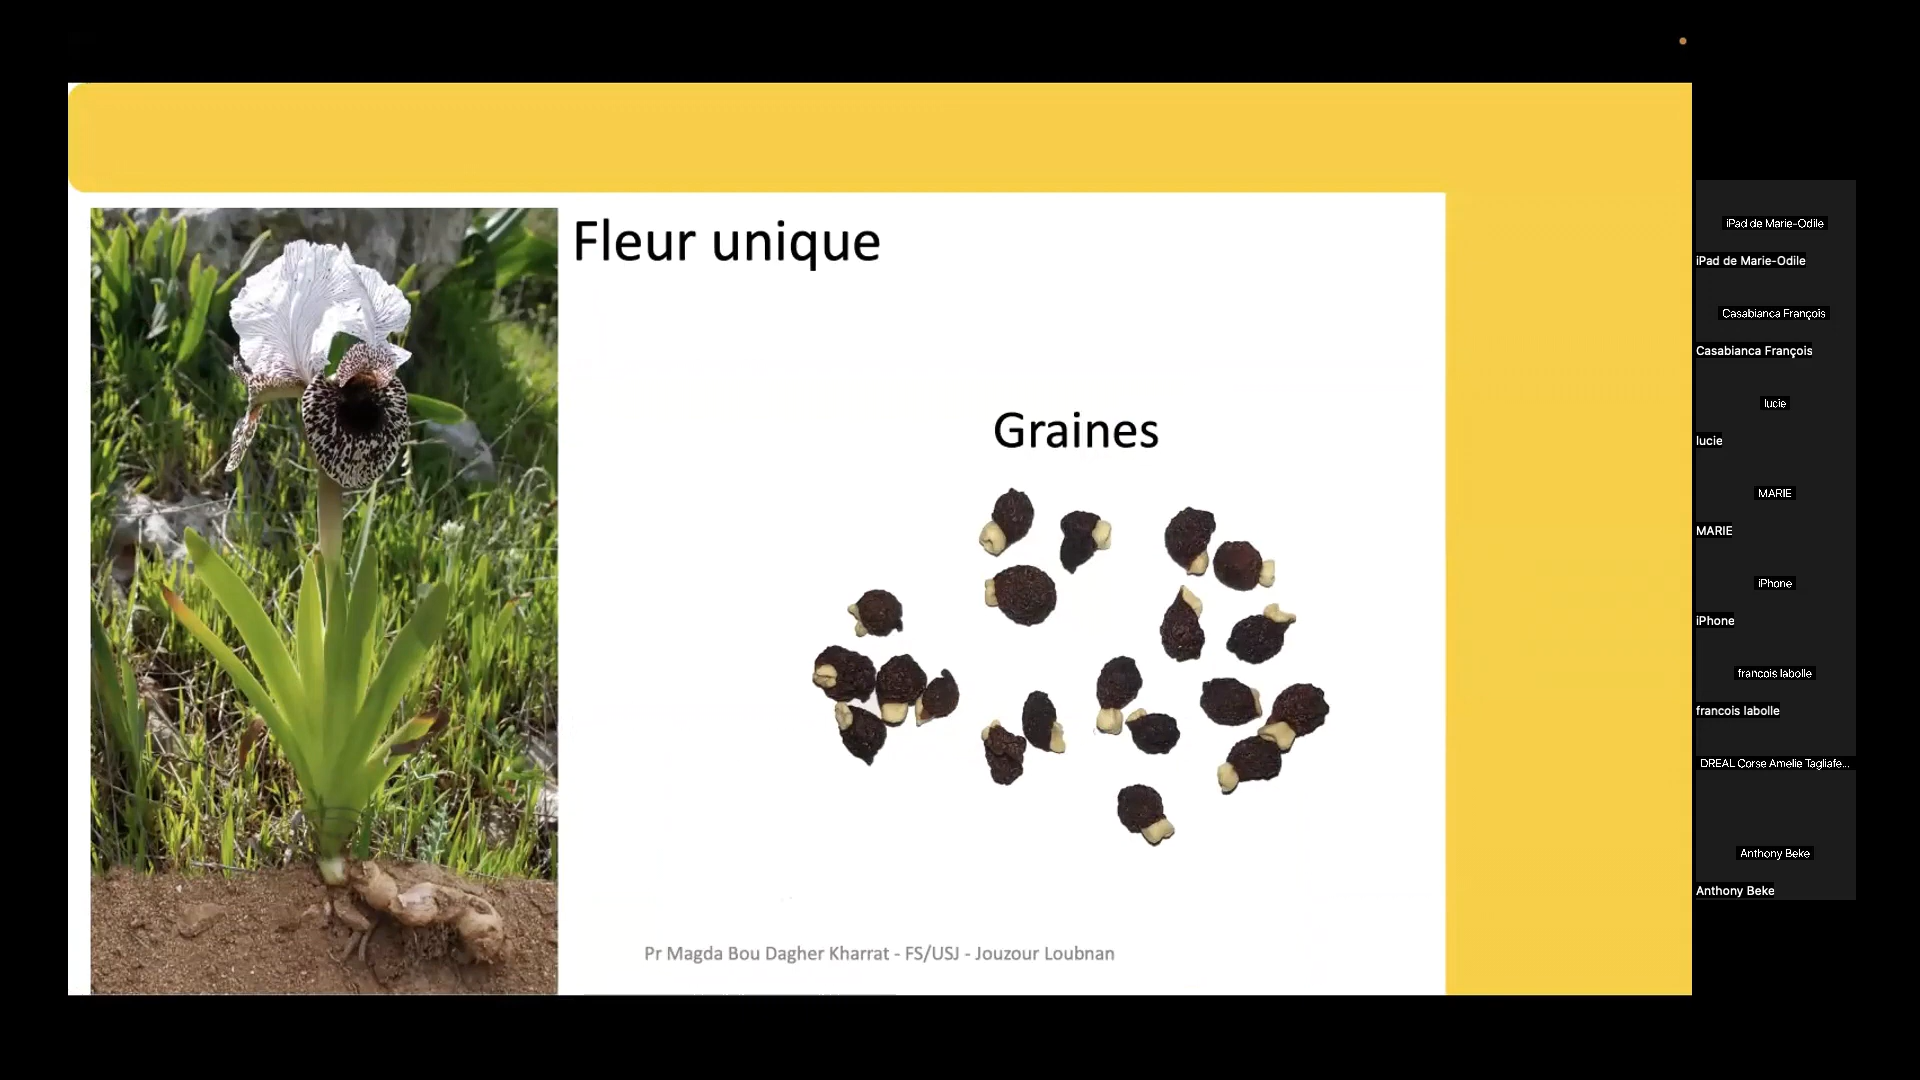 Fleur unique
Graines
Pr Magda Bou Dagher Kharrat - FS/USJ - Jouzour Loubnan
iPad de Marie-Odile
iPad de Marie-Odile
Casabianca François
Casabianca François
lucie
lucie
MARIE
MARIE
iPhone
iPhone
francois labolle
francois labolle
DREAL Corse Amelie Tagliafe...
Anthony Beke
Anthony Beke